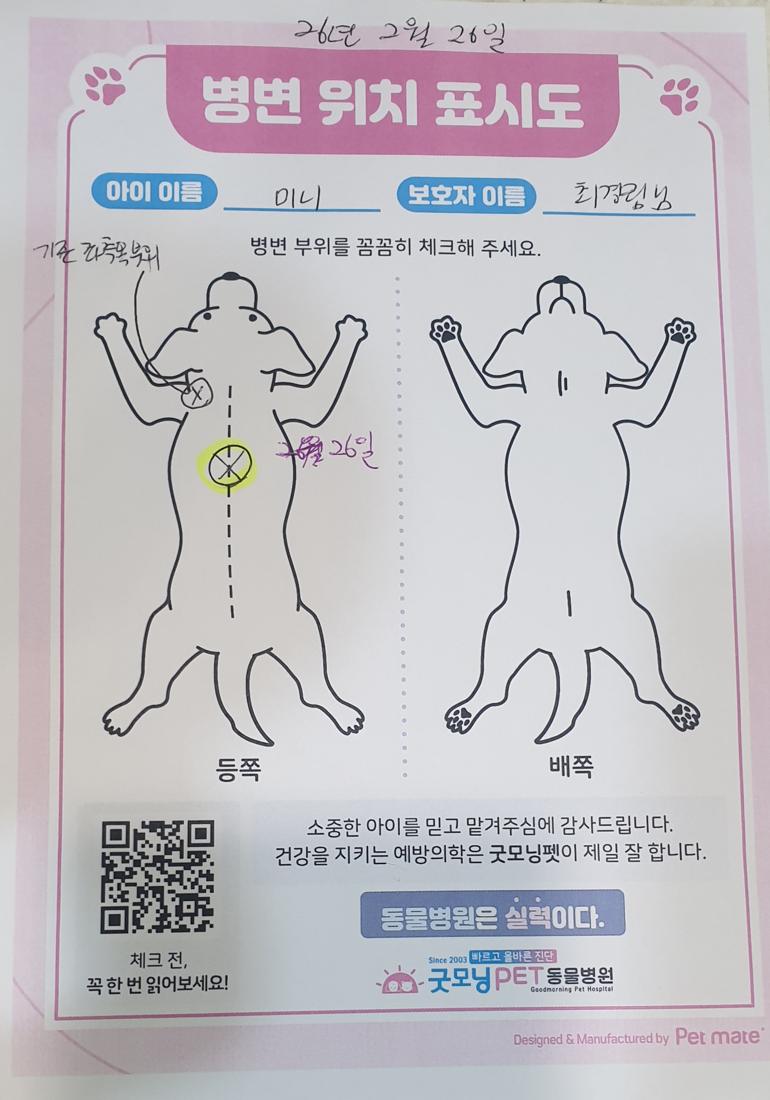 26년 2월 26일
병변 위치 표시도
아이 이름 미니 보호자 이름 최경림님
기존 좌측목부위
병변 부위를 꼼꼼히 체크해 주세요.
26일
등쪽 배쪽
소중한 아이를 믿고 맡겨주심에 감사드립니다.
건강을 지키는 예방의학은 굿모닝펫이 제일 잘 합니다.
동물병원은 실력이다.
체크 전,
꼭 한 번 읽어보세요!
Since 2003 빠르고 올바른 진단
굿모닝PET동물병원
Goodmorning Pet Hospital
Designed & Manufactured by Pet mate